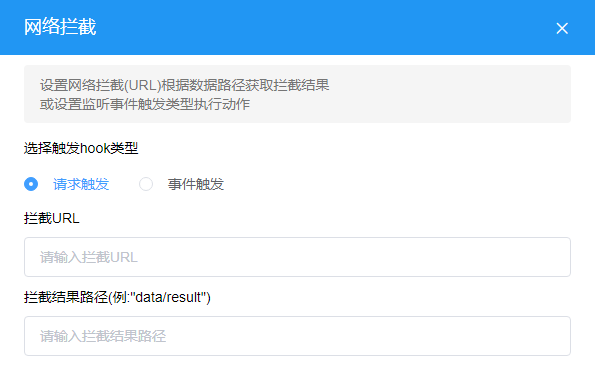 网络拦截
设置网络拦截(URL)根据数据路径获取拦截结果
或设置监听事件触发类型执行动作
选择触发hook类型
请求触发 事件触发
拦截URL
请输入拦截URL
拦截结果路径(例:"data/result")
请输入拦截结果路径